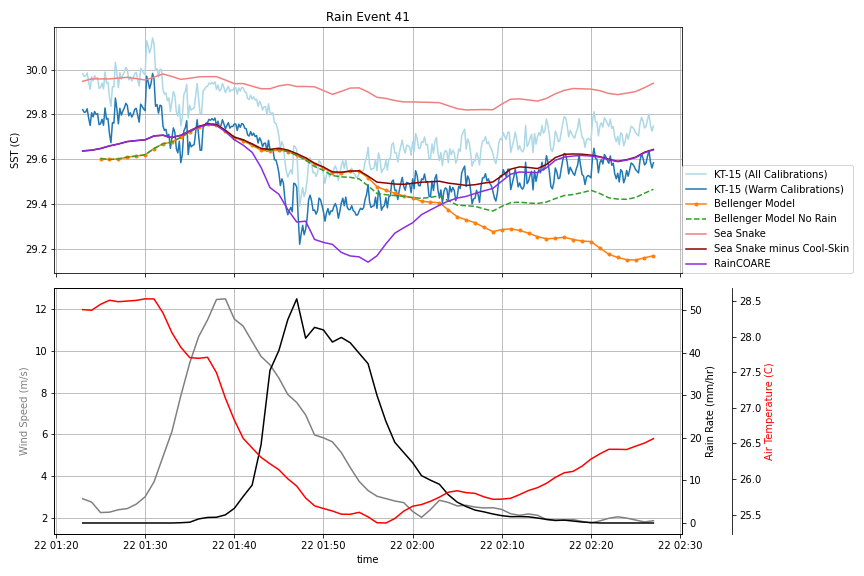 Rain Event 41
30.0
29.8
29.6
29.4
29.2
SST (C)
KT-15 (All Calibrations)
KT-15 (Warm Calibrations)
Bellenger Model
Bellenger Model No Rain
Sea Snake
Sea Snake minus Cool-Skin
RainCOARE
12
10
8
6
4
2
Wind Speed (m/s)
50
40
30
20
10
0
Rain Rate (mm/hr)
28.5
28.0
27.5
27.0
26.5
26.0
25.5
Air Temperature (C)
22 01:20 22 01:30 22 01:40 22 01:50 22 02:00 22 02:10 22 02:20 22 02:30
time